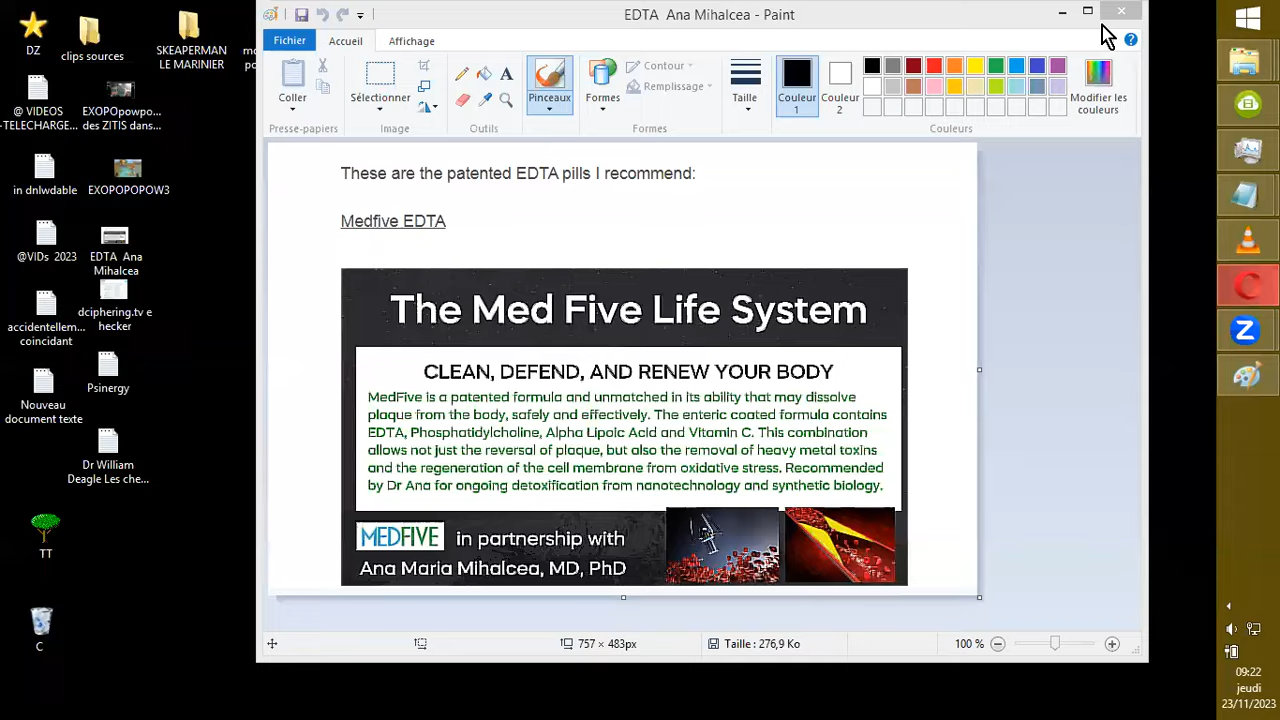 EDTA Ana Mihalcea - Paint
Fichier
Accueil
Affichage
Coller
Sélectionner
Pinceaux
Formes
Contour
Remplissage
Taille
Couleur
1
Couleur
2
Modifier les
couleurs
Presse-papiers
Image
Outils
Formes
Couleurs
These are the patented EDTA pills I recommend:
Medfive EDTA
The Med Five Life System
CLEAN, DEFEND, AND RENEW YOUR BODY
MedFive is a patented formula and unmatched in its ability that may dissolve
plaque from the body, safely and effectively. The enteric coated formula contains
EDTA, Phosphatidylcholine, Alpha Lipoic Acid and Vitamin C. This combination
allows not just the reversal of plaque, but also the removal of heavy metal toxins
and the regeneration of the cell membrane from oxidative stress. Recommended
by Dr Ana for ongoing detoxification from nanotechnology and synthetic biology.
MEDFIVE in partnership with
Ana Maria Mihalcea, MD, PhD
757 × 483px
Taille : 276,9 Ko
100 %
DZ
clips sources
SKEAPERMAN
LE MARINIER
@ VIDEOS
-TELECHARGE...
EXOPOpowpo...
des ZITIS dans...
in dnlwdable
EXOPOPOPOW3
@VIDs 2023
EDTA Ana
Mihalcea
accidentellem...
coincidant
dciphering.tv e
hecker
Nouveau
document texte
Psinergy
Dr William
Deagle Les che...
TT
C
09:22
jeudi
23/11/2023